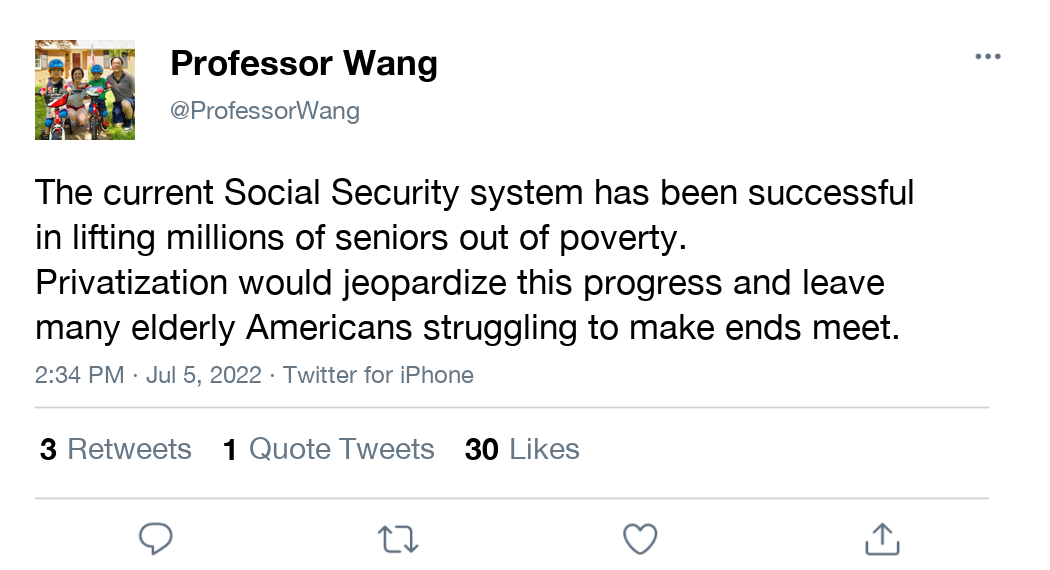 Professor Wang
@ProfessorWang
The current Social Security system has been successful
in lifting millions of seniors out of poverty.
Privatization would jeopardize this progress and leave
many elderly Americans struggling to make ends meet.
2:34 PM · Jul 5, 2022 · Twitter for iPhone
3 Retweets 1 Quote Tweets 30 Likes